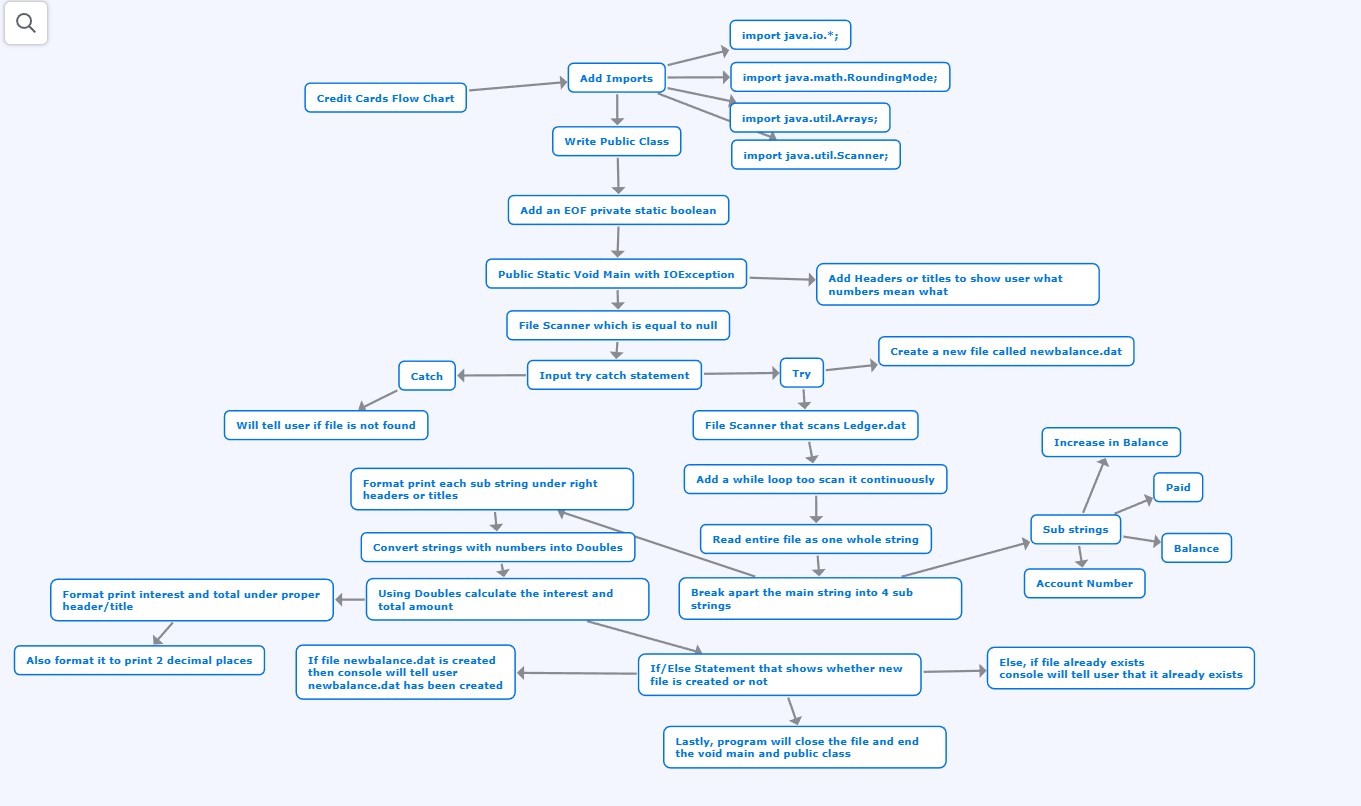 import java.io.*;
Add Imports
import java.math.RoundingMode;
Credit Cards Flow Chart
import java.util.Arrays;
Write Public Class
import java.util.Scanner;
Add an EOF private static boolean
Public Static Void Main with IOException
Add Headers or titles to show user what
numbers mean what
File Scanner which is equal to null
Create a new file called newbalance.dat
Catch
Input try catch statement
Try
Will tell user if file is not found
File Scanner that scans Ledger.dat
Increase in Balance
Format print each sub string under right
headers or titles
Add a while loop too scan it continuously
Paid
Sub strings
Convert strings with numbers into Doubles
Read entire file as one whole string
Balance
Account Number
Format print interest and total under proper
header/title
Using Doubles calculate the interest and
total amount
Break apart the main string into 4 sub
strings
Also format it to print 2 decimal places
If file newbalance.dat is created
then console will tell user
newbalance.dat has been created
If/Else Statement that shows whether new
file is created or not
Else, if file already exists
console will tell user that it already exists
Lastly, program will close the file and end
the void main and public class